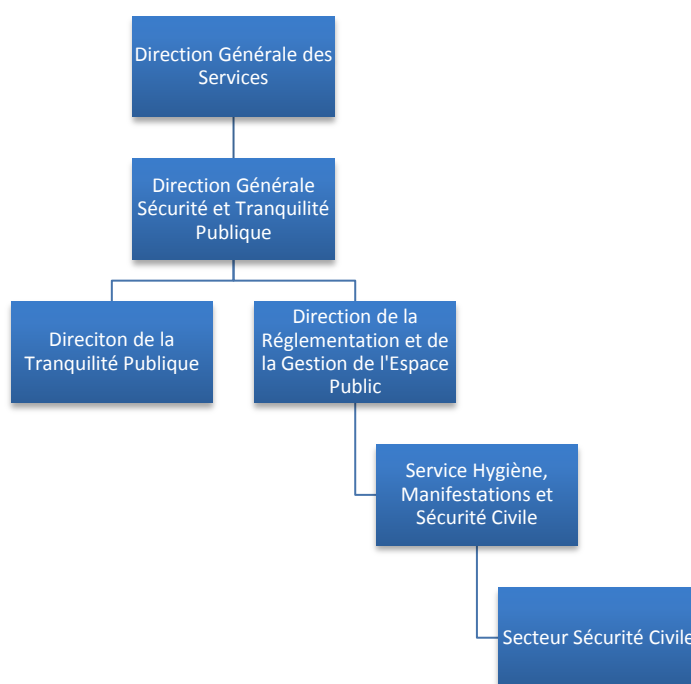 Direction Générale des
Services
Direction Générale
Sécurité et Tranquilité
Publique
Direciton de la
Tranquilité Publique
Direction de la
Réglementation et de
la Gestion de l'Espace
Public
Service Hygiène,
Manifestations et
Sécurité Civile
Secteur Sécurité Civile